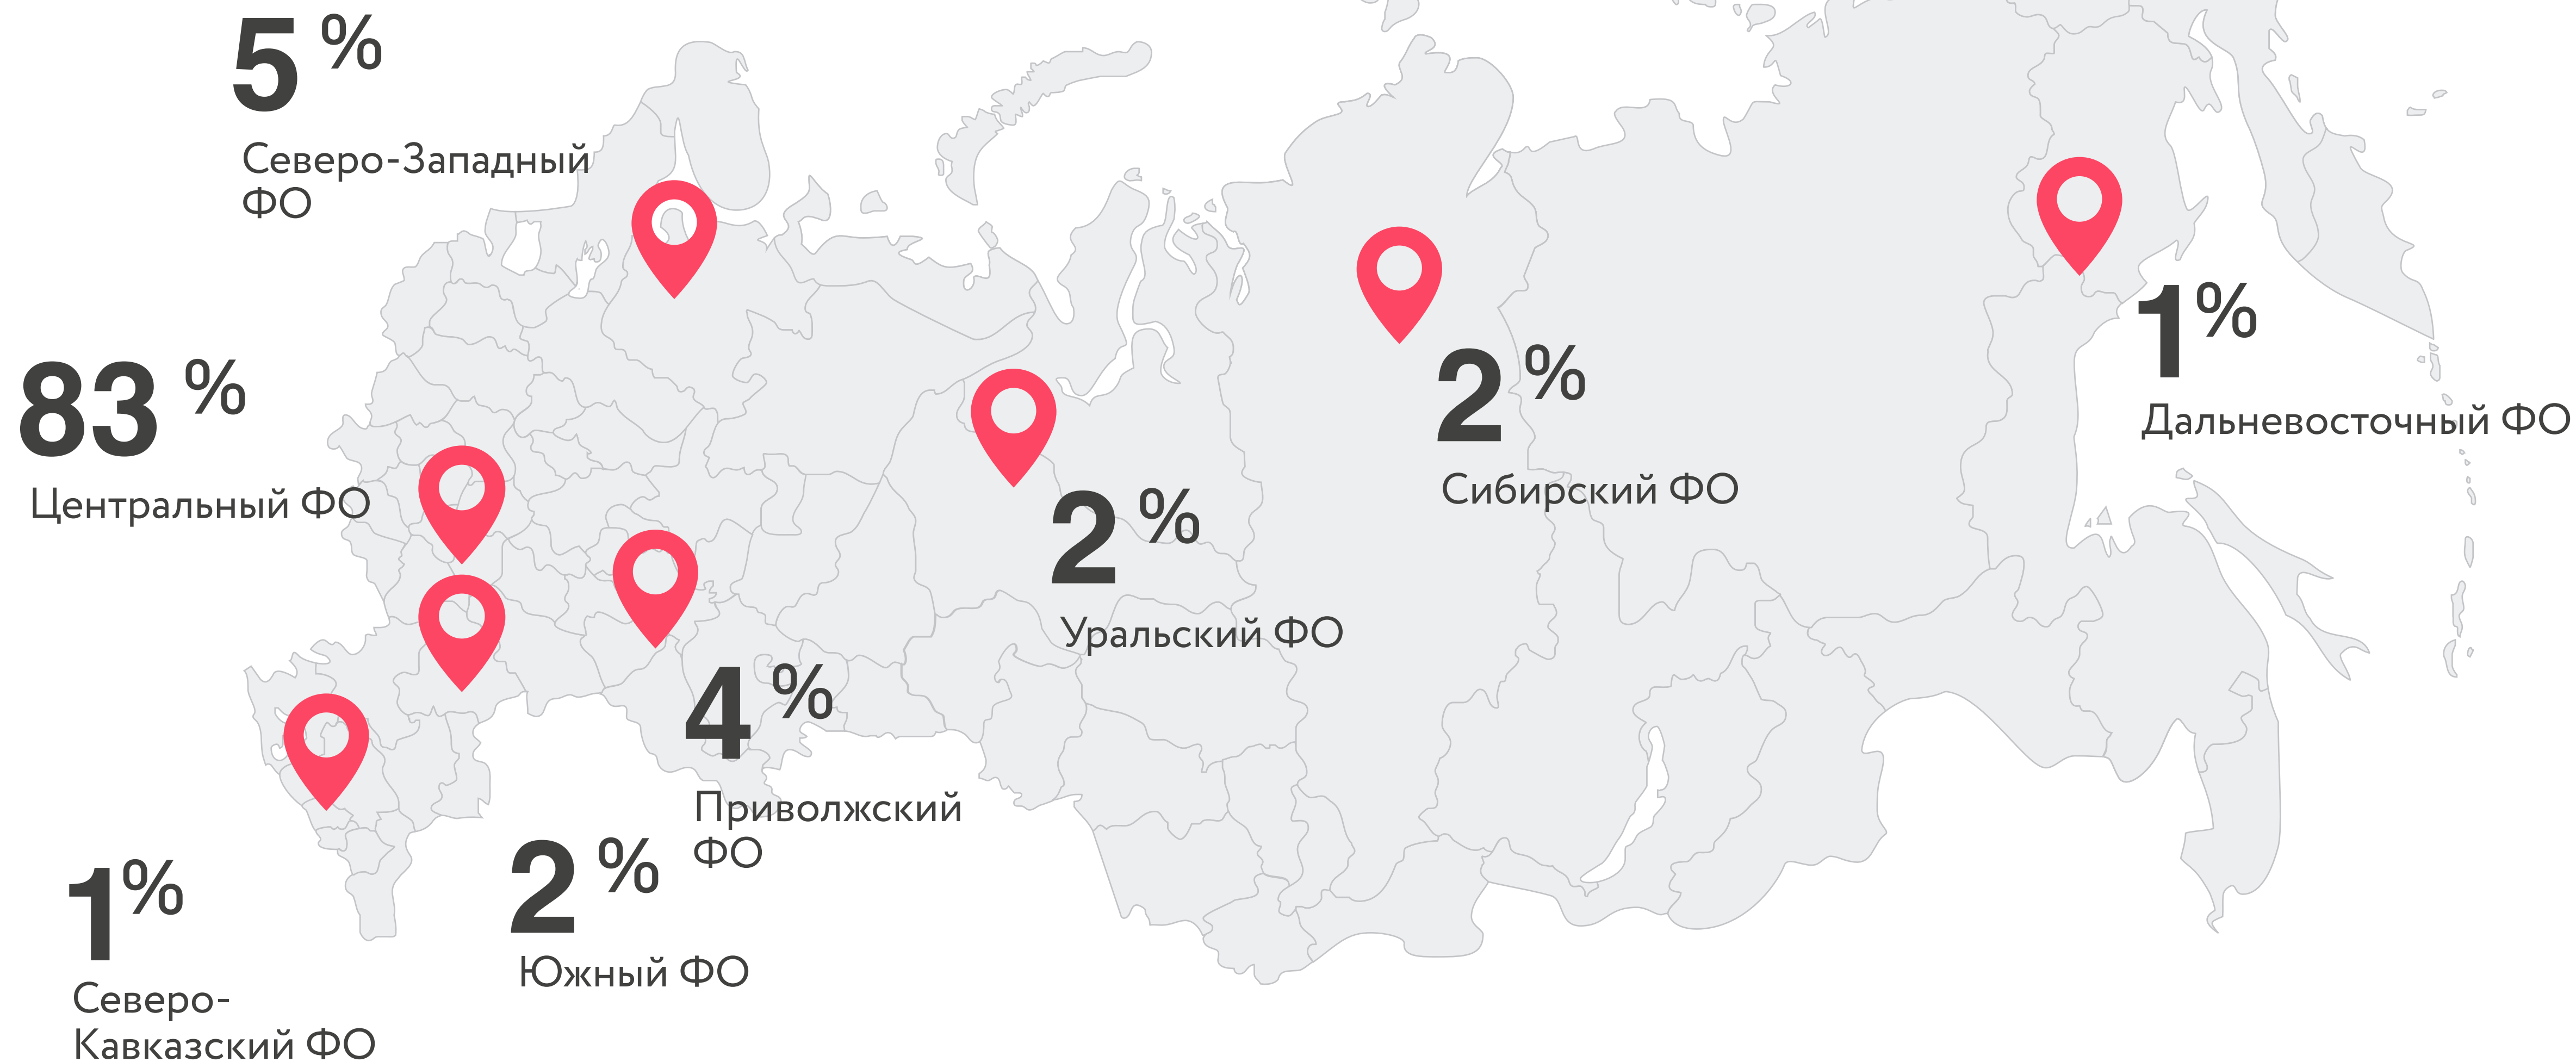 5 %
Северо-Западный
ФО
83 %
Центральный ФО
1%
Дальневосточный ФО
2 %
Сибирский ФО
2 %
Уральский ФО
4 %
Приволжский
ФО
2 %
Южный ФО
1%
Северо-
Кавказский ФО